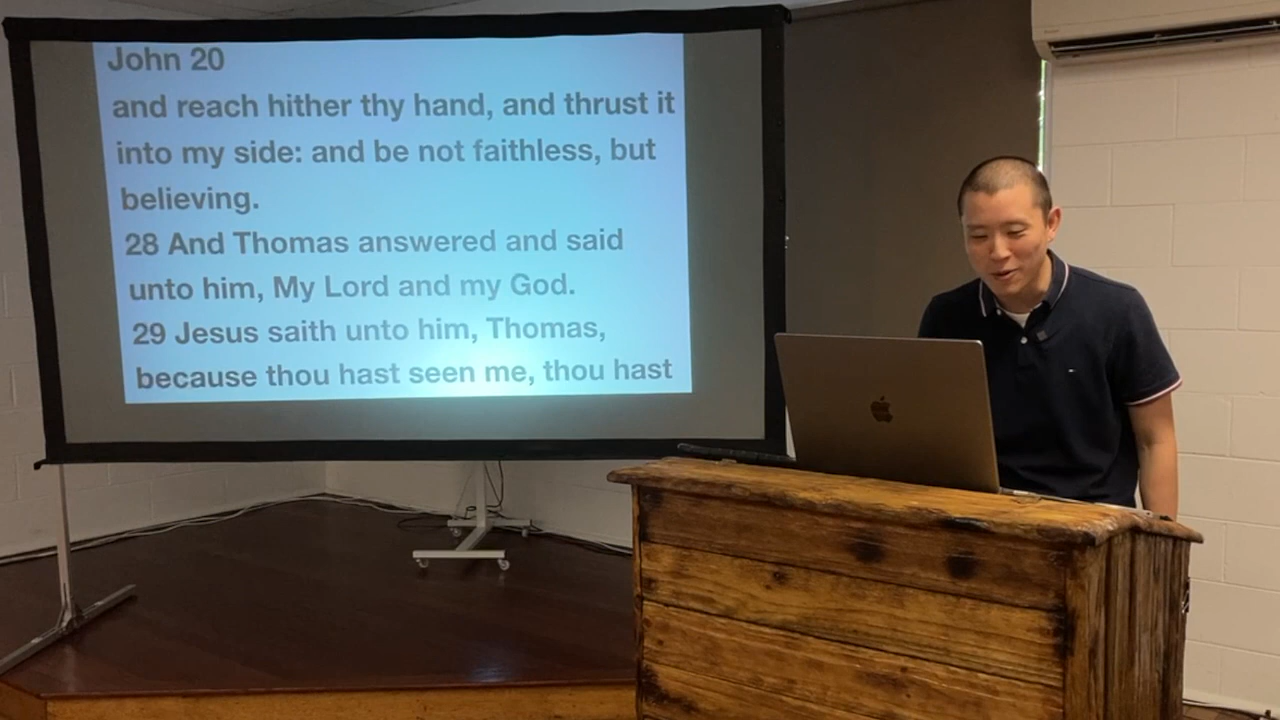 John 20
and reach hither thy hand, and thrust it
into my side: and be not faithless, but
believing.
28 And Thomas answered and said
unto him, My Lord and my God.
29 Jesus saith unto him, Thomas,
because thou hast seen me, thou hast